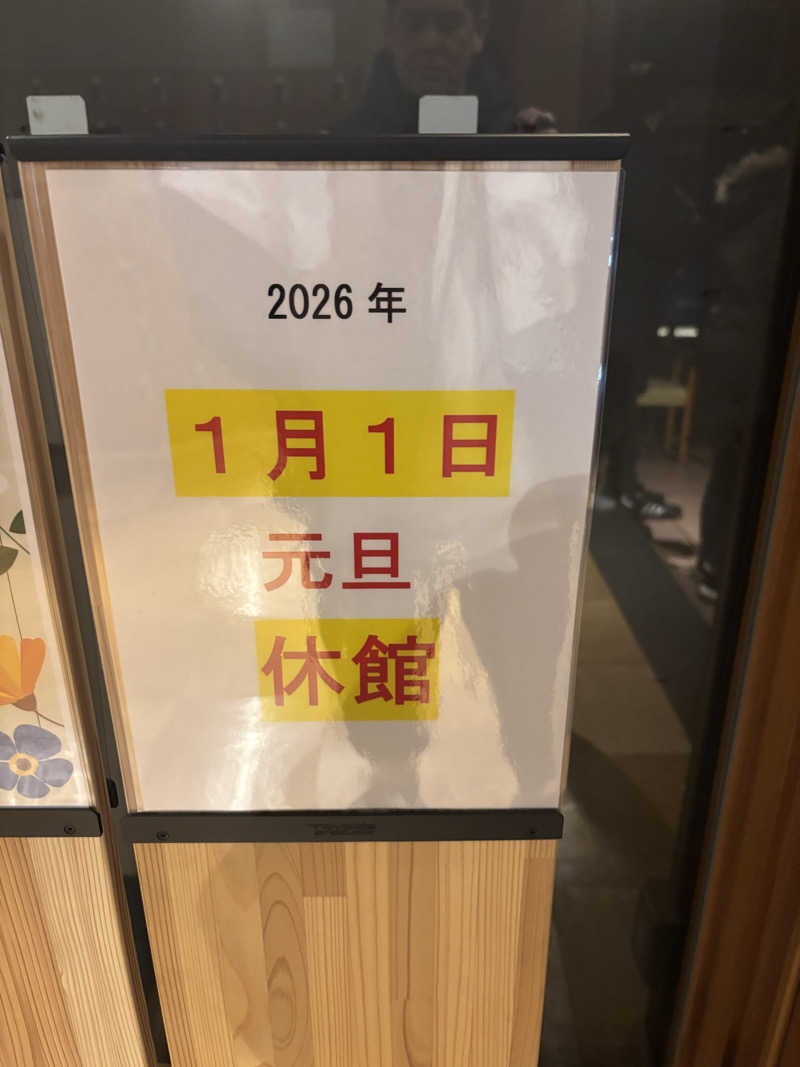 2026 年
１月１日
元旦
休館